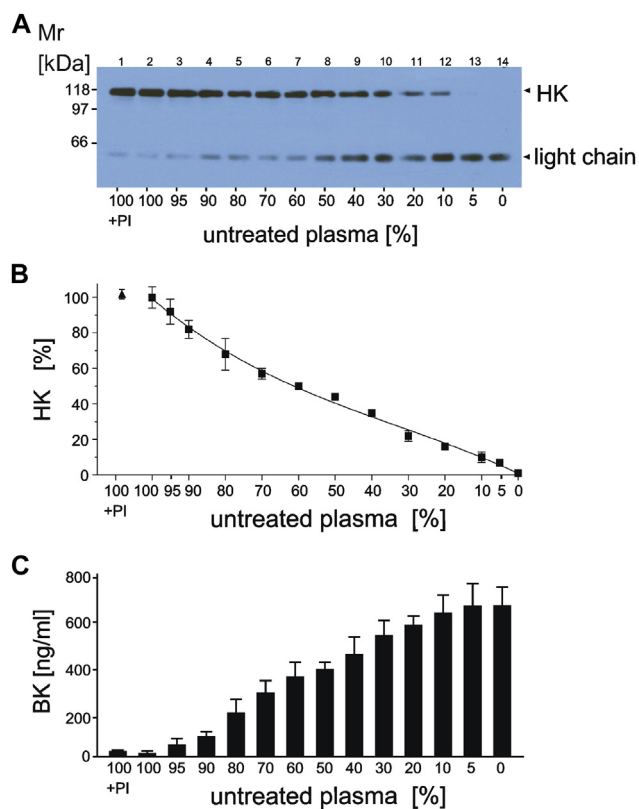 A Mr
[kDa]
1 2 3 4 5 6 7 8 9 10 11 12 13 14
118
97
66
HK
light chain
100 100 95 90 80 70 60 50 40 30 20 10 5 0
+PI
untreated plasma [%]
B
100
80
60
40
20
0
HK [%]
100 100 95 90 80 70 60 50 40 30 20 10 5 0
+PI
untreated plasma [%]
C
800
600
400
200
0
BK [ng/ml]
100 100 95 90 80 70 60 50 40 30 20 10 5 0
+PI
untreated plasma [%]